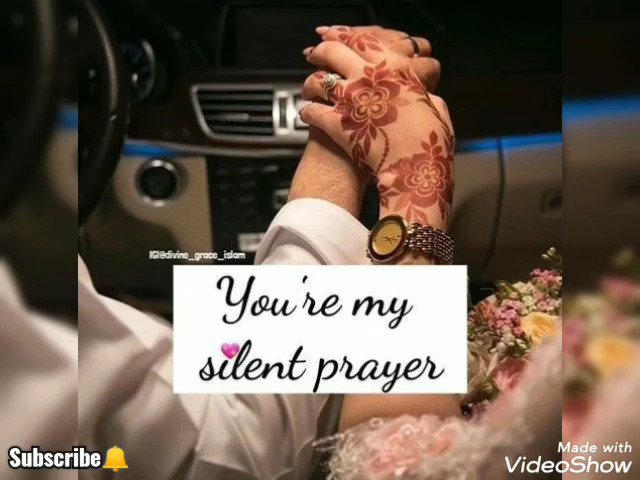 IG|@divine_grace_islam
You're my
silent prayer
Subscribe
Made with
VideoShow